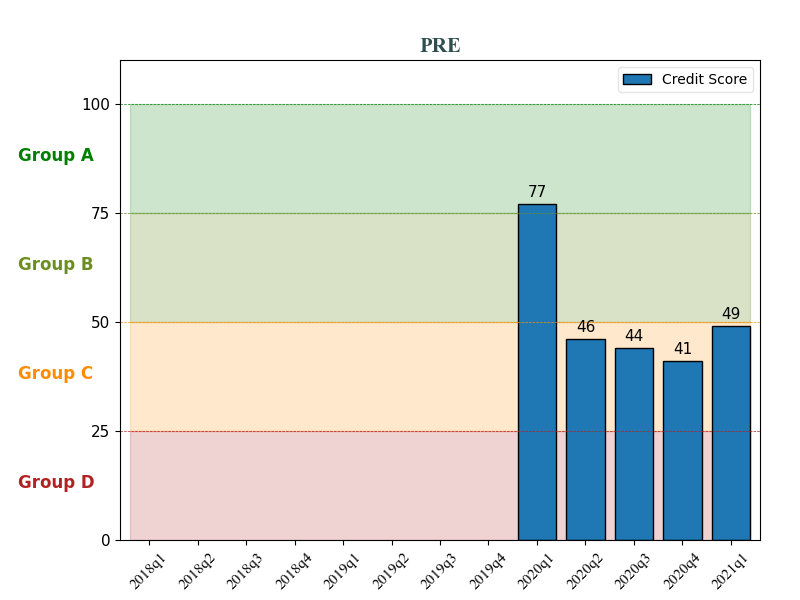 PRE
Credit Score
100
Group A
77
75
Group B
50
46
44
41
49
Group C
25
Group D
0
2018q1
2018q2
2018q3
2018q4
2019q1
2019q2
2019q3
2019q4
2020q1
2020q2
2020q3
2020q4
2021q1